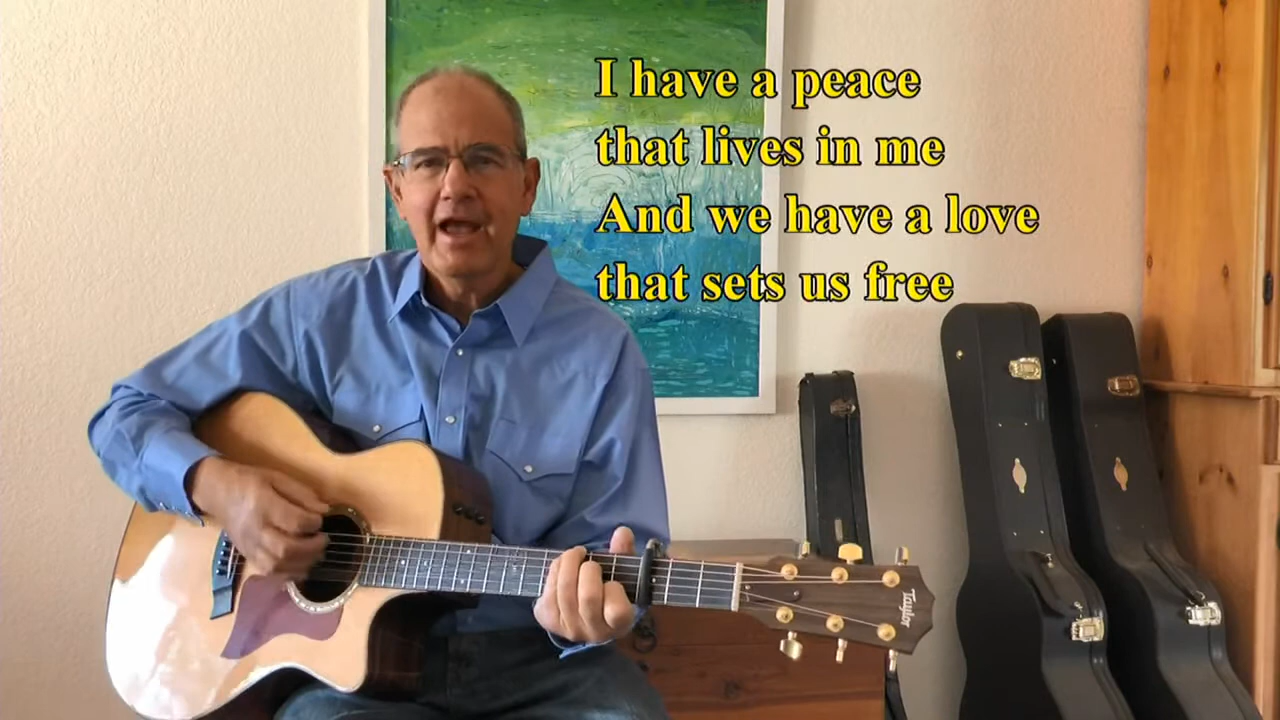 I have a peace
that lives in me
And we have a love
that sets us free
Taylor